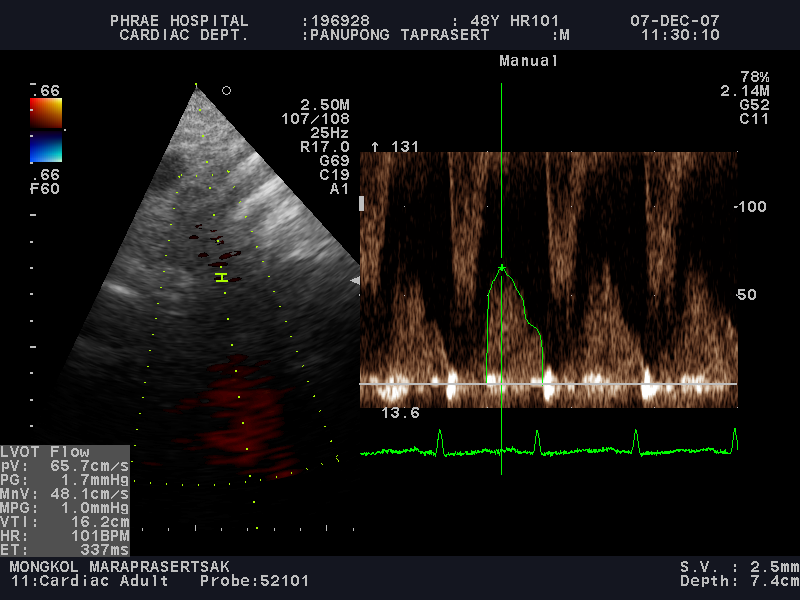 PHRAE HOSPITAL :196928 : 48Y HR101 07-DEC-07
CARDIAC DEPT. :PANUPONG TAPRASERT :M 11:30:10
Manual
.66
.66
F60
2.50M
107/108
25Hz
R17.0
G69
C19
A1
78%
2.14M
G52
C11
↑ 131
-100
50
13.6
LVOT Flow
pV: 65.7cm/s
PG: 1.7mmHg
MnV: 48.1cm/s
MPG: 1.0mmHg
VTI: 16.2cm
HR: 101BPM
ET: 337ms
MONGKOL MARAPRASERTSAK S.V. : 2.5mm
11:Cardiac Adult Probe:52101 Depth: 7.4cm